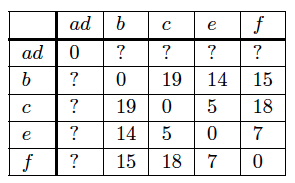 ad b c e f
ad 0 ? ? ? ?
b ? 0 19 14 15
c ? 19 0 5 18
e ? 14 5 0 7
f ? 15 18 7 0